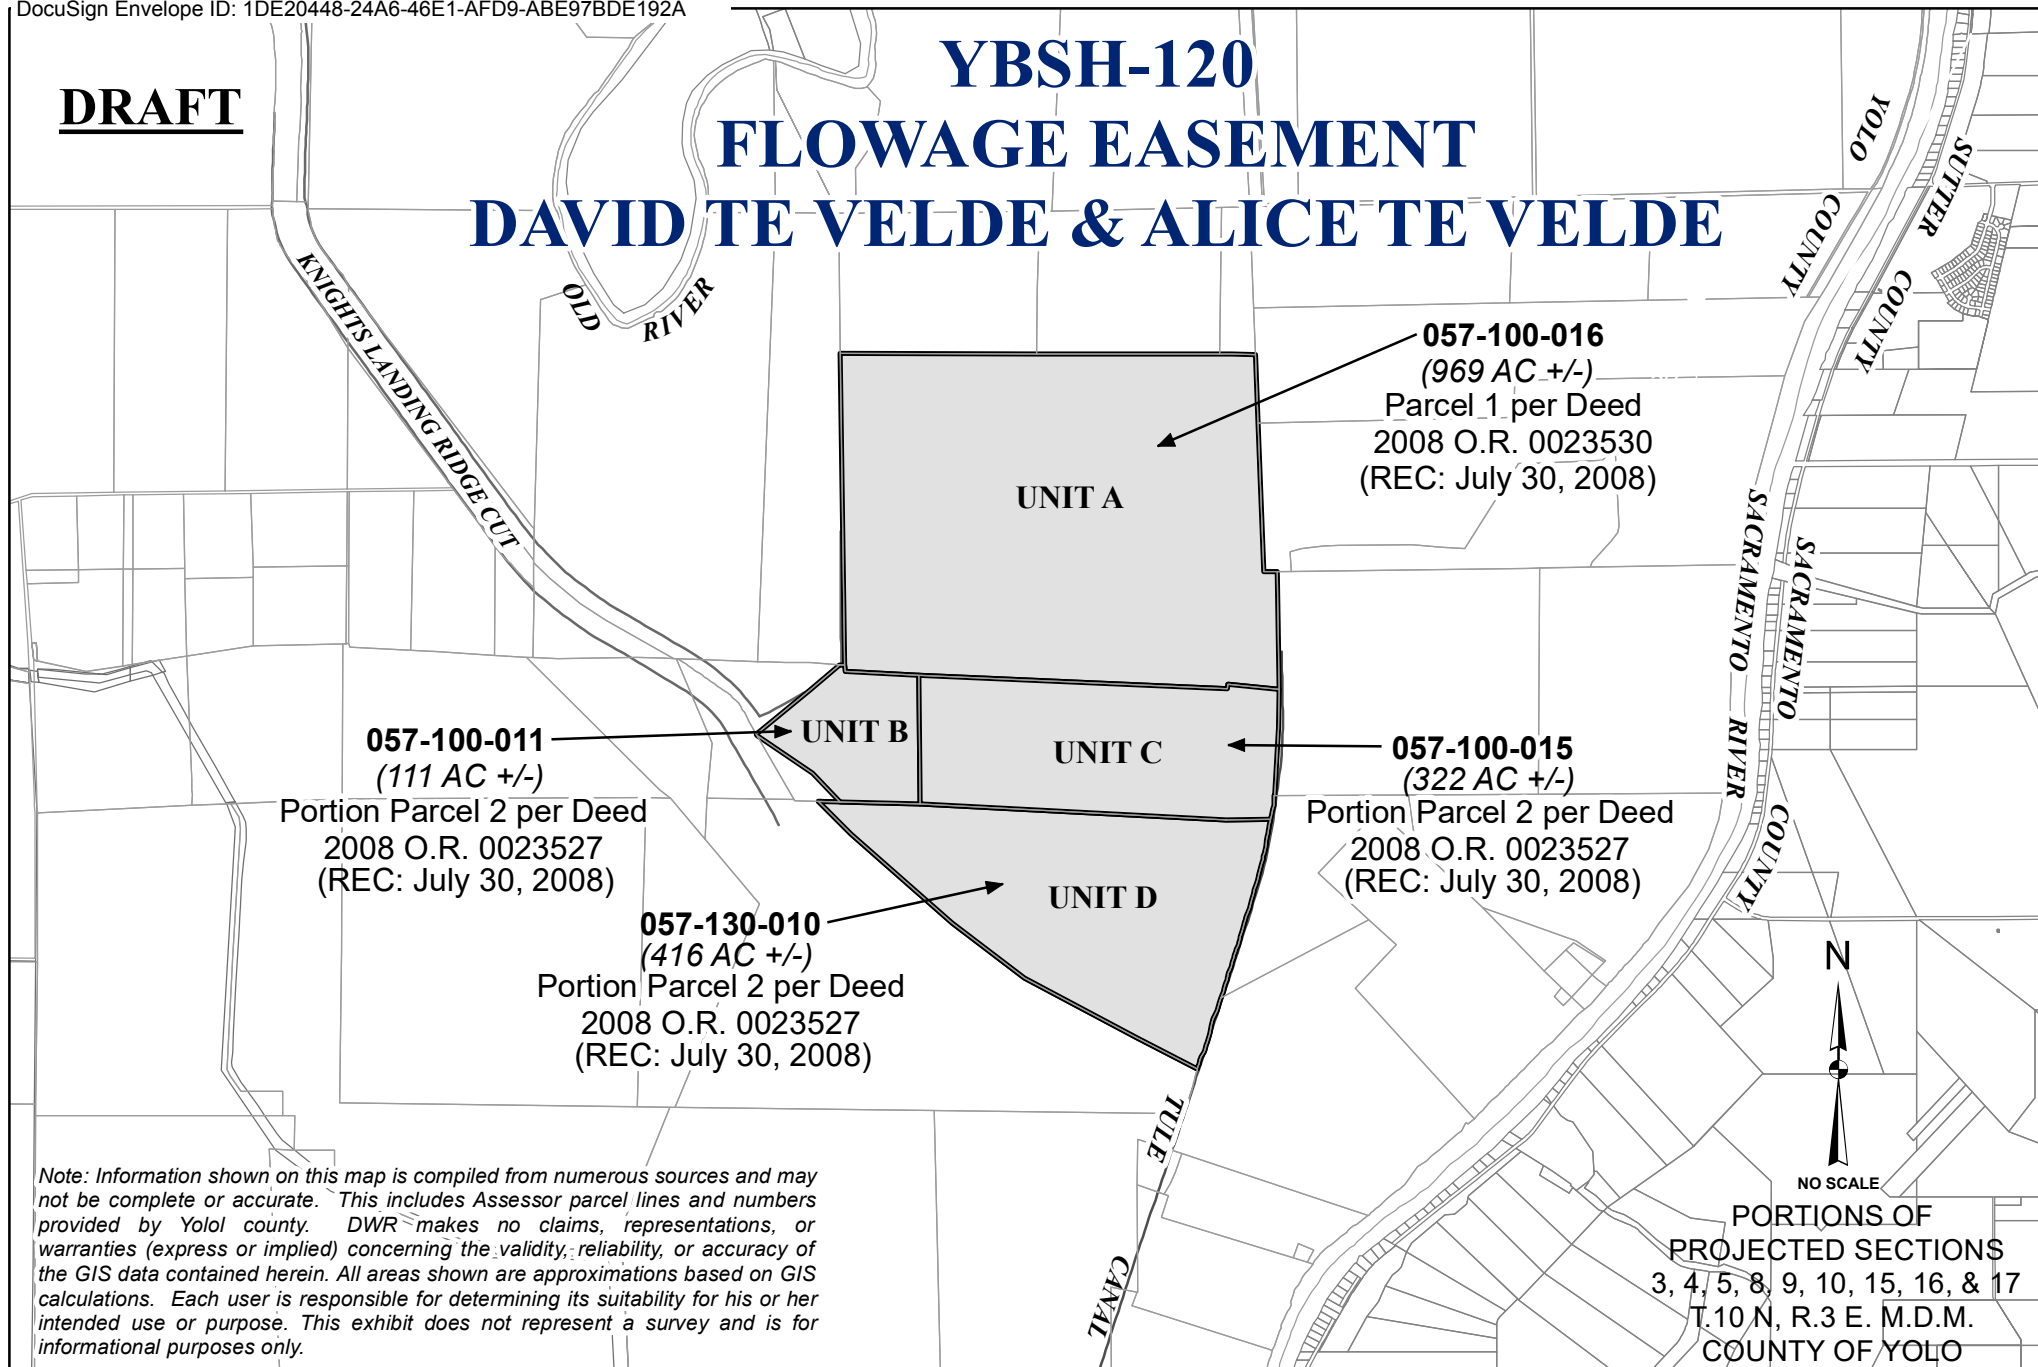 DocuSign Envelope ID: 1DE20448-24A6-46E1-AFD9-ABE97BDE192A
DRAFT
YBSH-120
FLOWAGE EASEMENT
DAVID TE VELDE & ALICE TE VELDE
YOLO
COUNTY
SUTTER
COUNTY
KNIGHTS LANDING RIDGE CUT
OLD
RIVER
057-100-016
(969 AC +/-)
Parcel 1 per Deed
2008 O.R. 0023530
(REC: July 30, 2008)
UNIT A
SACRAMENTO
RIVER
SACRAMENTO
COUNTY
UNIT B
UNIT C
057-100-011
(111 AC +/-)
Portion Parcel 2 per Deed
2008 O.R. 0023527
(REC: July 30, 2008)
057-100-015
(322 AC +/-)
Portion Parcel 2 per Deed
2008 O.R. 0023527
(REC: July 30, 2008)
UNIT D
057-130-010
(416 AC +/-)
Portion Parcel 2 per Deed
2008 O.R. 0023527
(REC: July 30, 2008)
TULE
CANAL
N
NO SCALE
Note: Information shown on this map is compiled from numerous sources and may
not be complete or accurate. This includes Assessor parcel lines and numbers
provided by Yolol county. DWR makes no claims, representations, or
warranties (express or implied) concerning the validity, reliability, or accuracy of
the GIS data contained herein. All areas shown are approximations based on GIS
calculations. Each user is responsible for determining its suitability for his or her
intended use or purpose. This exhibit does not represent a survey and is for
informational purposes only.
PORTIONS OF
PROJECTED SECTIONS
3, 4, 5, 8, 9, 10, 15, 16, & 17
T.10 N, R.3 E. M.D.M.
COUNTY OF YOLO